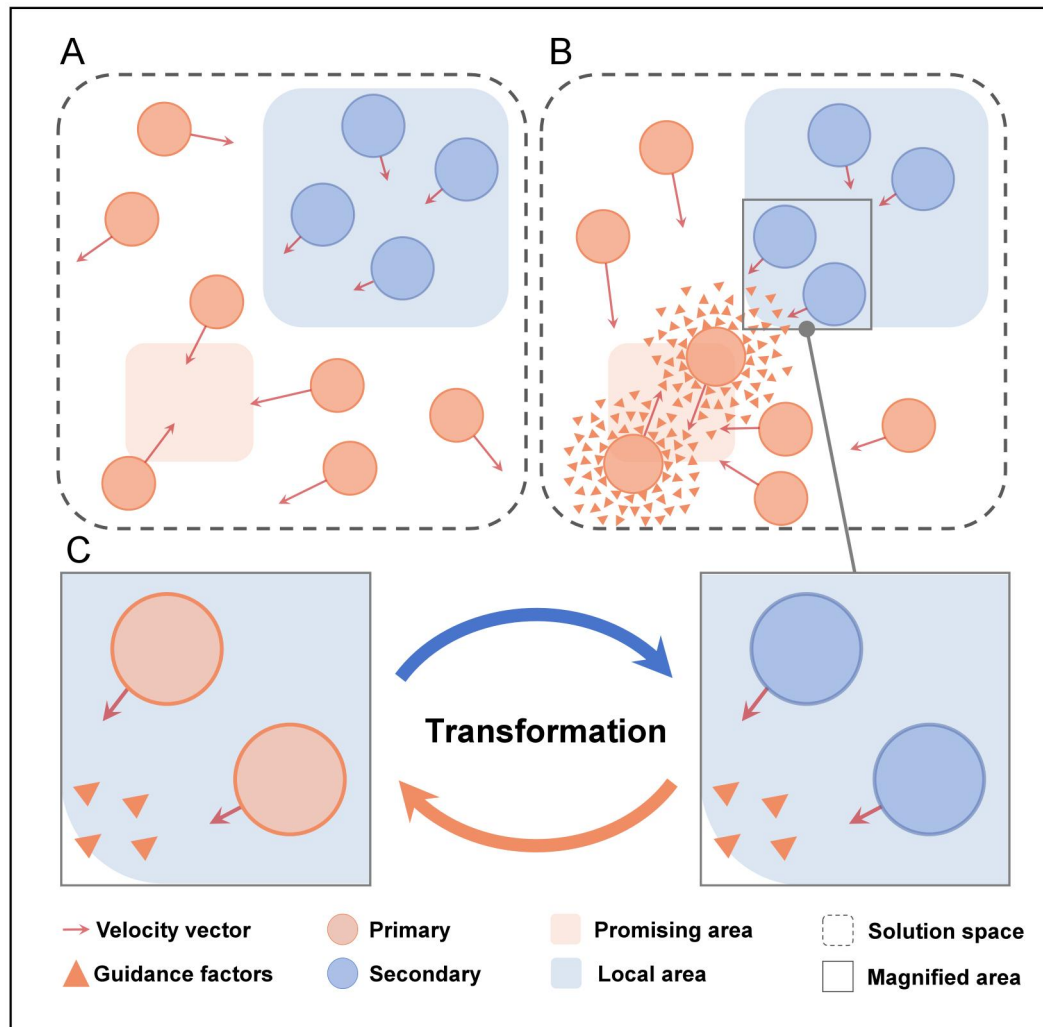 A
B
C
Transformation
Velocity vector
Primary
Promising area
Solution space
Guidance factors
Secondary
Local area
Magnified area